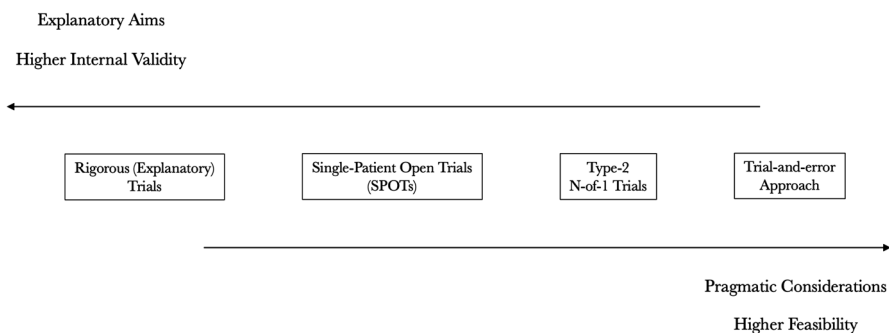 Explanatory Aims
Higher Internal Validity
Rigorous (Explanatory)
Trials
Single-Patient Open Trials
(SPOTs)
Type-2
N-of-1 Trials
Trial-and-error
Approach
Pragmatic Considerations
Higher Feasibility